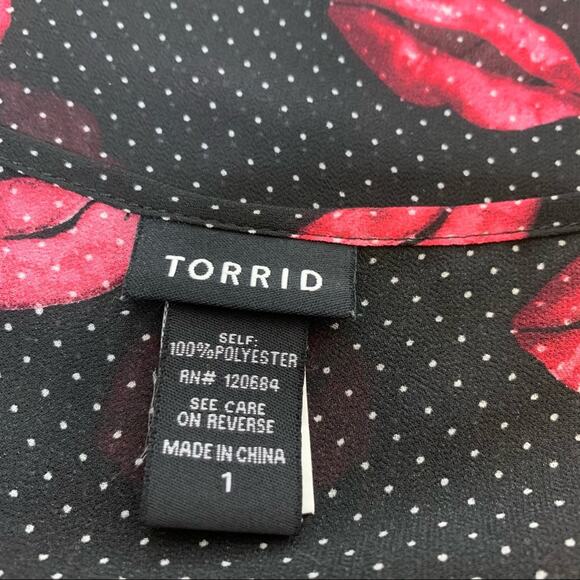 TORRID
SELF:
100%POLYESTER
RN# 120684
SEE CARE
ON REVERSE
MADE IN CHINA
1